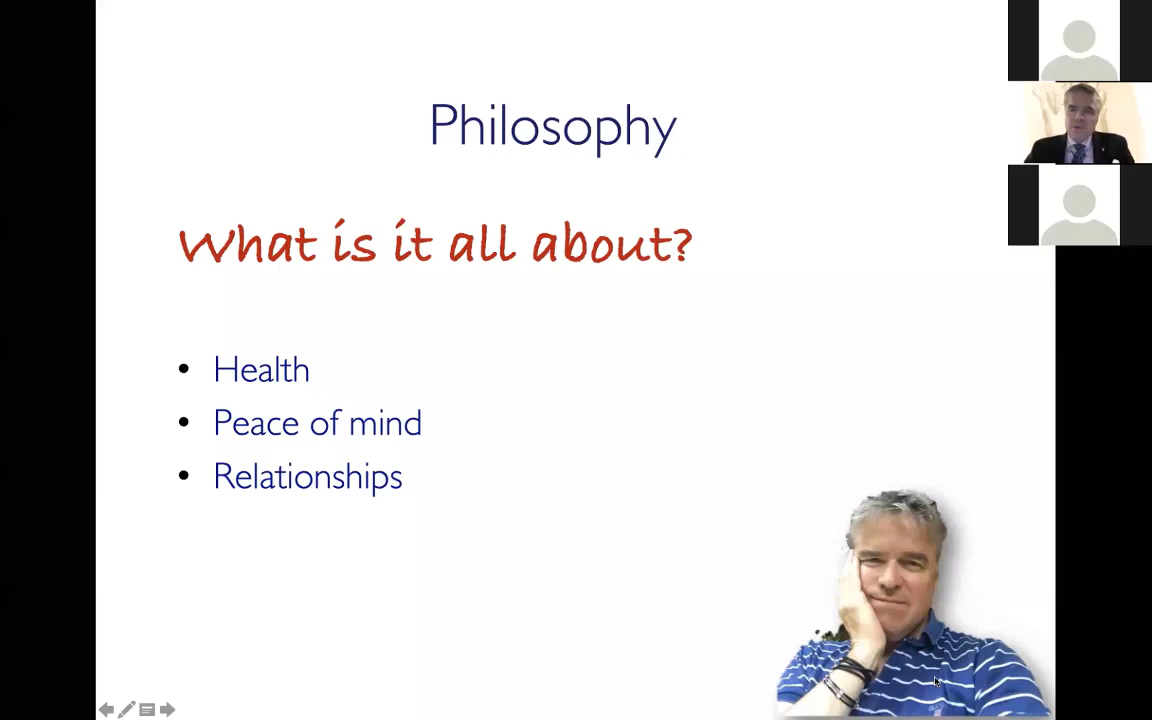 Philosophy
What is it all about?
• Health
• Peace of mind
• Relationships